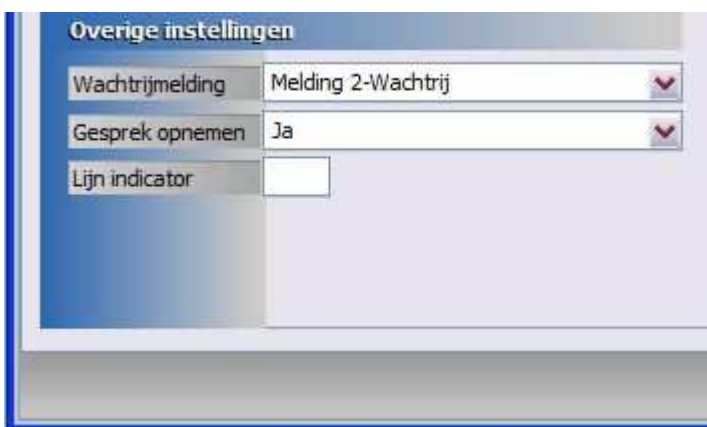 Overige instellingen
Wachtrijmelding Melding 2-Wachtrij
Gesprek opnemen Ja
Lijn indicator